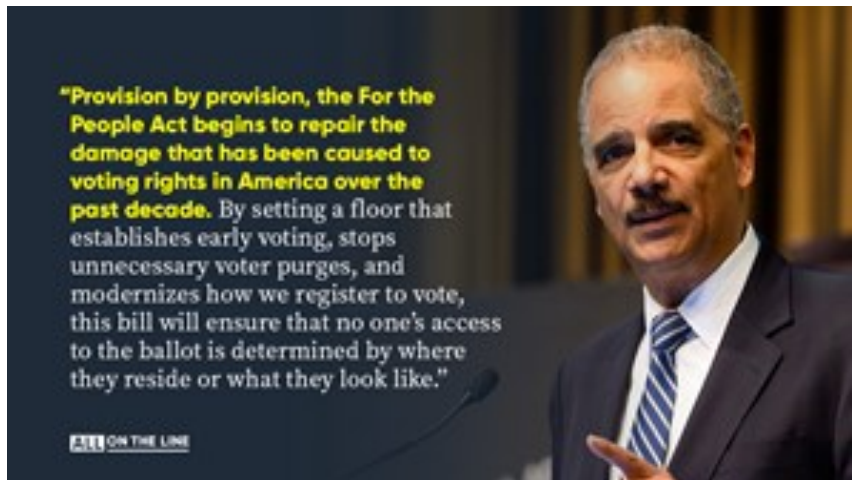 “Provision by provision, the For the
People Act begins to repair the
damage that has been caused to
voting rights in America over the
past decade. By setting a floor that
establishes early voting, stops
unnecessary voter purges, and
modernizes how we register to vote,
this bill will ensure that no one’s access
to the ballot is determined by where
they reside or what they look like.”
ALL ON THE LINE